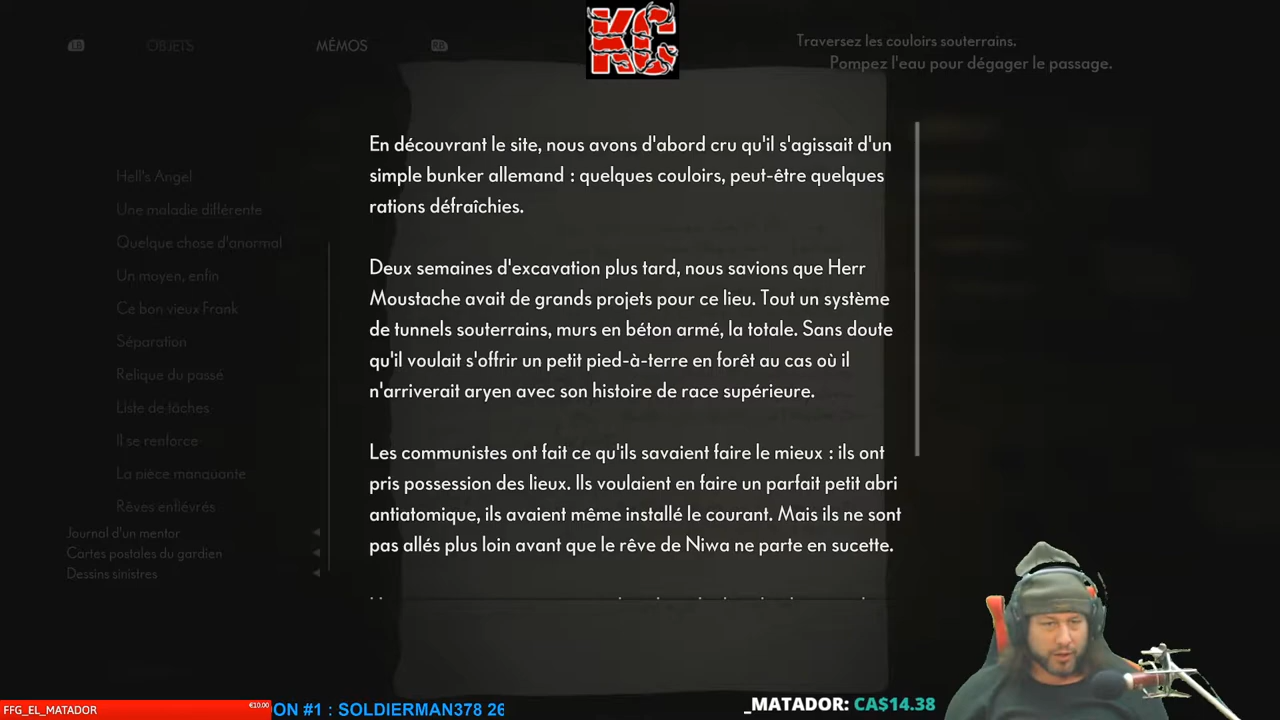 KC
OBJETS
MÉMOS
Traversez les couloirs souterrains.
Pompez l'eau pour dégager le passage.
Hell's Angel
Une maladie différente
Quelque chose d'anormal
Un moyen, enfin
Ce bon vieux Frank
Séparation
Relique du passé
Liste de tâches
Il se renforce
La pièce manquante
Rêves enfiévrés
Journal d'un mentor
Cartes postales du gardien
Dessins sinistres
En découvrant le site, nous avons d'abord cru qu'il s'agissait d'un
simple bunker allemand : quelques couloirs, peut-être quelques
rations défraîchies.
Deux semaines d'excavation plus tard, nous savions que Herr
Moustache avait de grands projets pour ce lieu. Tout un système
de tunnels souterrains, murs en béton armé, la totale. Sans doute
qu'il voulait s'offrir un petit pied-à-terre en forêt au cas où il
n'arriverait aryen avec son histoire de race supérieure.
Les communistes ont fait ce qu'ils savaient faire le mieux : ils ont
pris possession des lieux. Ils voulaient en faire un parfait petit abri
antiatomique, ils avaient même installé le courant. Mais ils ne sont
pas allés plus loin avant que le rêve de Niwa ne parte en sucette.
FFG_EL_MATADOR
€10.00
ON #1 : SOLDIERMAN378 26
_MATADOR: CA$14.38